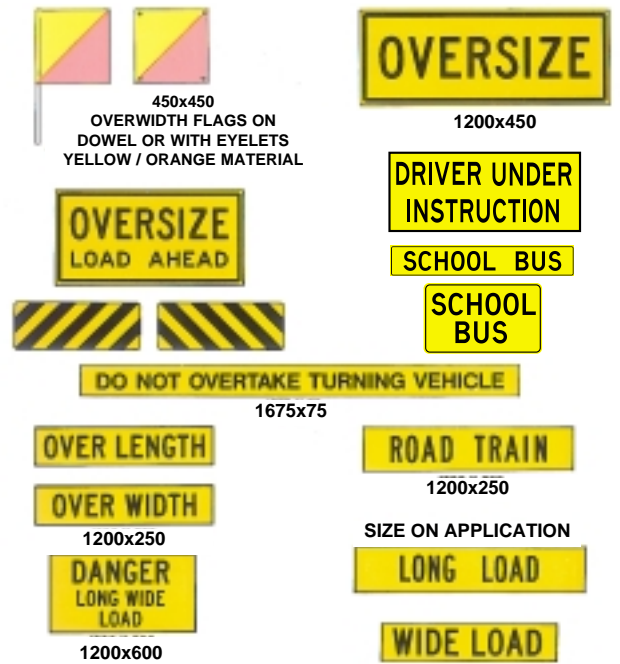 450x450
OVERWIDTH FLAGS ON
DOWEL OR WITH EYELETS
YELLOW / ORANGE MATERIAL
OVERSIZE
1200x450
DRIVER UNDER
INSTRUCTION
OVERSIZE
LOAD AHEAD
SCHOOL BUS
SCHOOL
BUS
DO NOT OVERTAKE TURNING VEHICLE
1675x75
OVER LENGTH
OVER WIDTH
1200x250
DANGER
LONG WIDE
LOAD
1200x600
ROAD TRAIN
1200x250
SIZE ON APPLICATION
LONG LOAD
WIDE LOAD